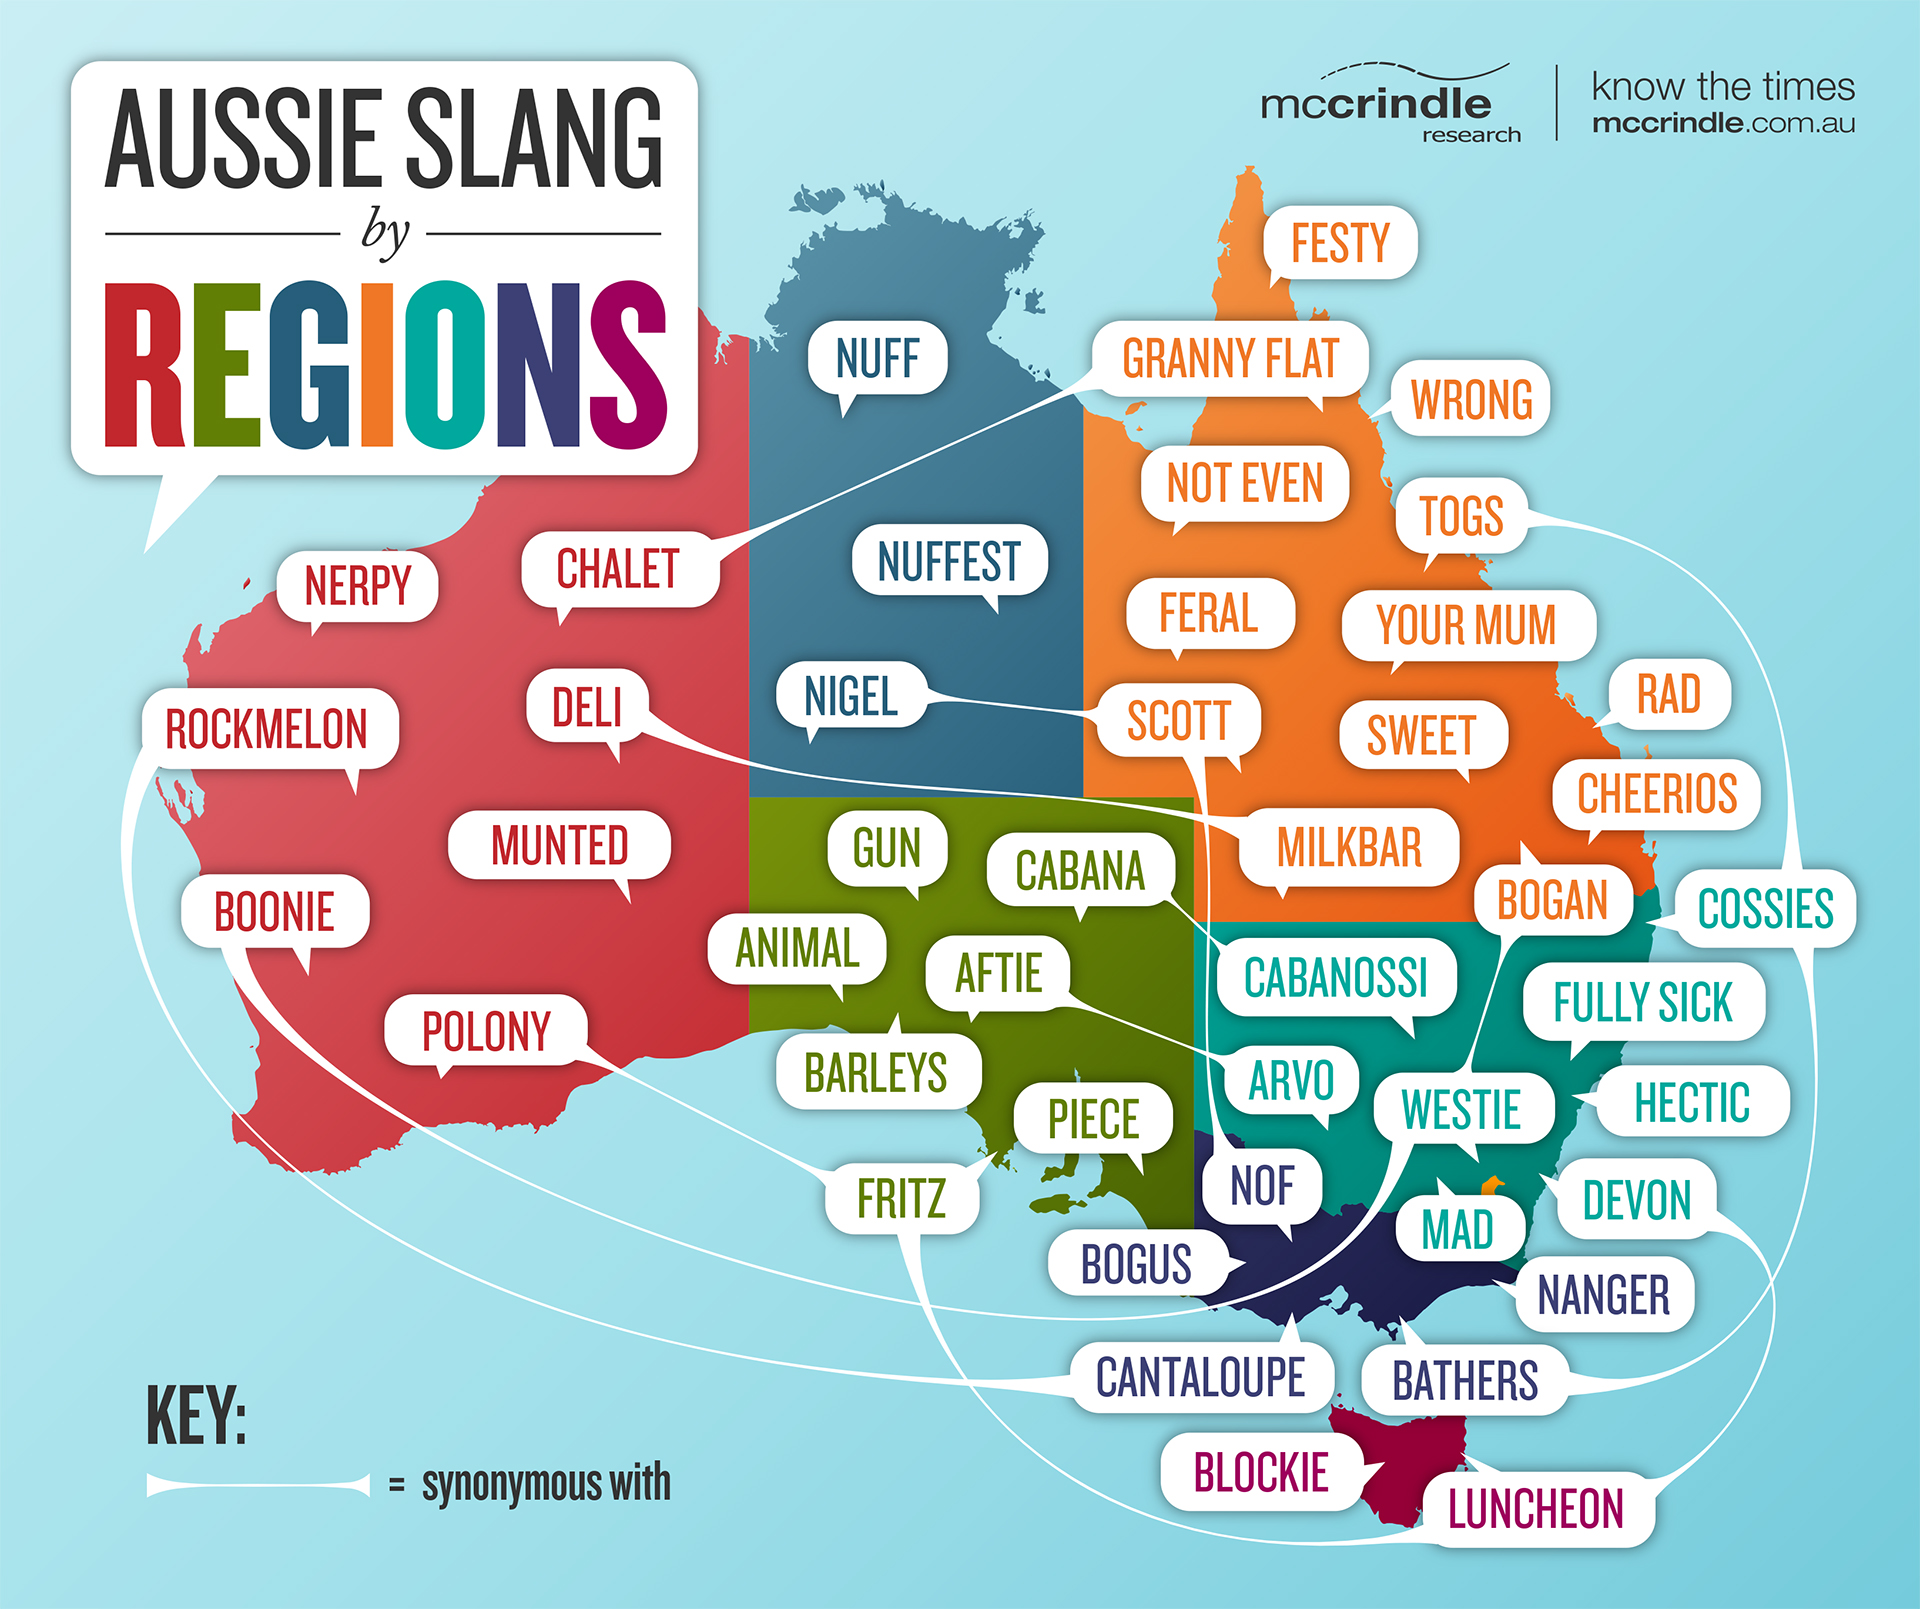 AUSSIE SLANG
by
REGIONS
mccrindle
research
know the times
mccrindle.com.au
FESTY
NUFF
GRANNY FLAT
WRONG
NOT EVEN
TOGS
NERPY
CHALET
NUFFEST
FERAL
YOUR MUM
ROCKMELON
DELI
NIGEL
SCOTT
SWEET
RAD
CHEERIOS
MUNTED
GUN
CABANA
MILKBAR
BOGAN
COSSIES
BOONIE
ANIMAL
AFTIE
CABANOSSI
FULLY SICK
POLONY
BARLEYS
ARVO
WESTIE
HECTIC
PIECE
FRITZ
NOF
MAD
DEVON
BOGUS
NANGER
CANTALOUPE
BATHERS
BLOCKIE
LUNCHEON
KEY:
= synonymous with